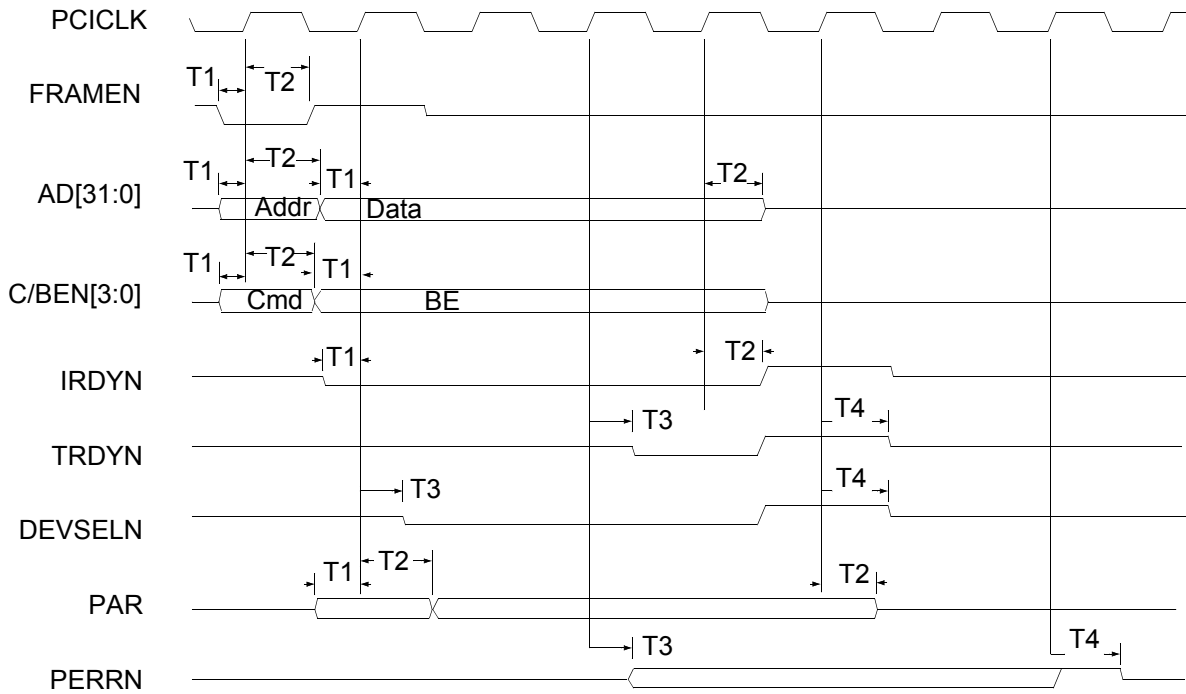 PCICLK
T1
T2
FRAMEN
T1
T2
T1
T2
AD[31:0]
Addr
Data
T1
T2
T1
C/BEN[3:0]
Cmd
BE
T1
T2
IRDYN
T3
T4
TRDYN
T3
T4
DEVSELN
T1
T2
T2
PAR
T3
T4
PERRN